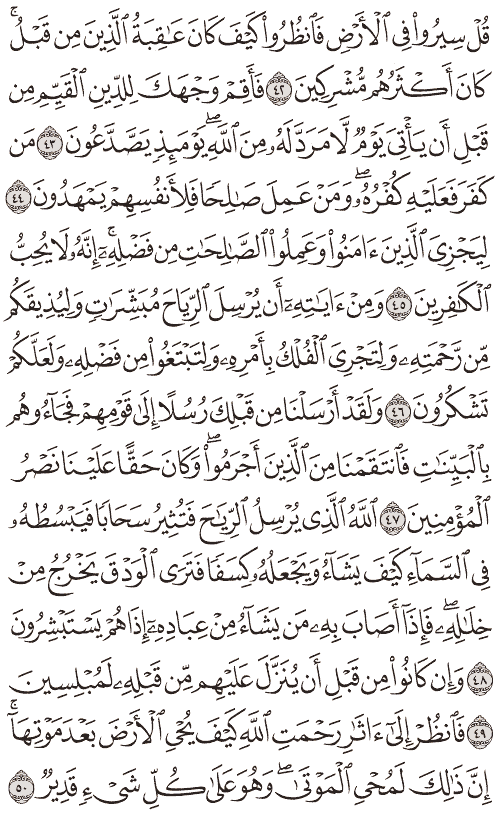 قُلْ سِيرُوا۟ فِى ٱلْأَرْضِ فَٱنظُرُوا۟ كَيْفَ كَانَ عَٰقِبَةُ ٱلَّذِينَ مِن قَبْلُ ۚ
كَانَ أَكْثَرُهُم مُّشْرِكِينَ ٤٢ فَأَقِمْ وَجْهَكَ لِلدِّينِ ٱلْقَيِّمِ مِن
قَبْلِ أَن يَأْتِىَ يَوْمٌ لَّا مَرَدَّ لَهُۥ مِنَ ٱللَّهِ ۖ يَوْمَئِذٍ يَصَّدَّعُونَ ٤٣ مَن
كَفَرَ فَعَلَيْهِ كُفْرُهُۥ ۖ وَمَنْ عَمِلَ صَٰلِحًا فَلِأَنفُسِهِمْ يَمْهَدُونَ ٤٤
لِيَجْزِىَ ٱلَّذِينَ ءَامَنُوا۟ وَعَمِلُوا۟ ٱلصَّٰلِحَٰتِ مِن فَضْلِهِۦٓ ۚ إِنَّهُۥ لَا يُحِبُّ
ٱلْكَٰفِرِينَ ٤٥ وَمِنْ ءَايَٰتِهِۦٓ أَن يُرْسِلَ ٱلرِّيَاحَ مُبَشِّرَٰتٍ وَلِيُذِيقَكُم
مِّن رَّحْمَتِهِۦ وَلِتَجْرِىَ ٱلْفُلْكُ بِأَمْرِهِۦ وَلِتَبْتَغُوا۟ مِن فَضْلِهِۦ وَلَعَلَّكُمْ
تَشْكُرُونَ ٤٦ وَلَقَدْ أَرْسَلْنَا مِن قَبْلِكَ رُسُلًا إِلَىٰ قَوْمِهِمْ فَجَآءُوهُم
بِٱلْبَيِّنَٰتِ فَٱنتَقَمْنَا مِنَ ٱلَّذِينَ أَجْرَمُوا۟ ۖ وَكَانَ حَقًّا عَلَيْنَا نَصْرُ
ٱلْمُؤْمِنِينَ ٤٧ ٱللَّهُ ٱلَّذِى يُرْسِلُ ٱلرِّيَٰحَ فَتُثِيرُ سَحَابًا فَيَبْسُطُهُۥ
فِى ٱلسَّمَآءِ كَيْفَ يَشَآءُ وَيَجْعَلُهُۥ كِسَفًا فَتَرَى ٱلْوَدْقَ يَخْرُجُ مِنْ
خِلَٰلِهِۦ ۖ فَإِذَآ أَصَابَ بِهِۦ مَن يَشَآءُ مِنْ عِبَادِهِۦٓ إِذَا هُمْ يَسْتَبْشِرُونَ
٤٨ وَإِن كَانُوا۟ مِن قَبْلِ أَن يُنَزَّلَ عَلَيْهِم مِّن قَبْلِهِۦ لَمُبْلِسِينَ
٤٩ فَٱنظُرْ إِلَىٰٓ ءَاثَٰرِ رَحْمَتِ ٱللَّهِ كَيْفَ يُحْىِ ٱلْأَرْضَ بَعْدَ مَوْتِهَآ ۚ
إِنَّ ذَٰلِكَ لَمُحْىِ ٱلْمَوْتَىٰ ۖ وَهُوَ عَلَىٰ كُلِّ شَىْءٍ قَدِيرٌ ٥٠